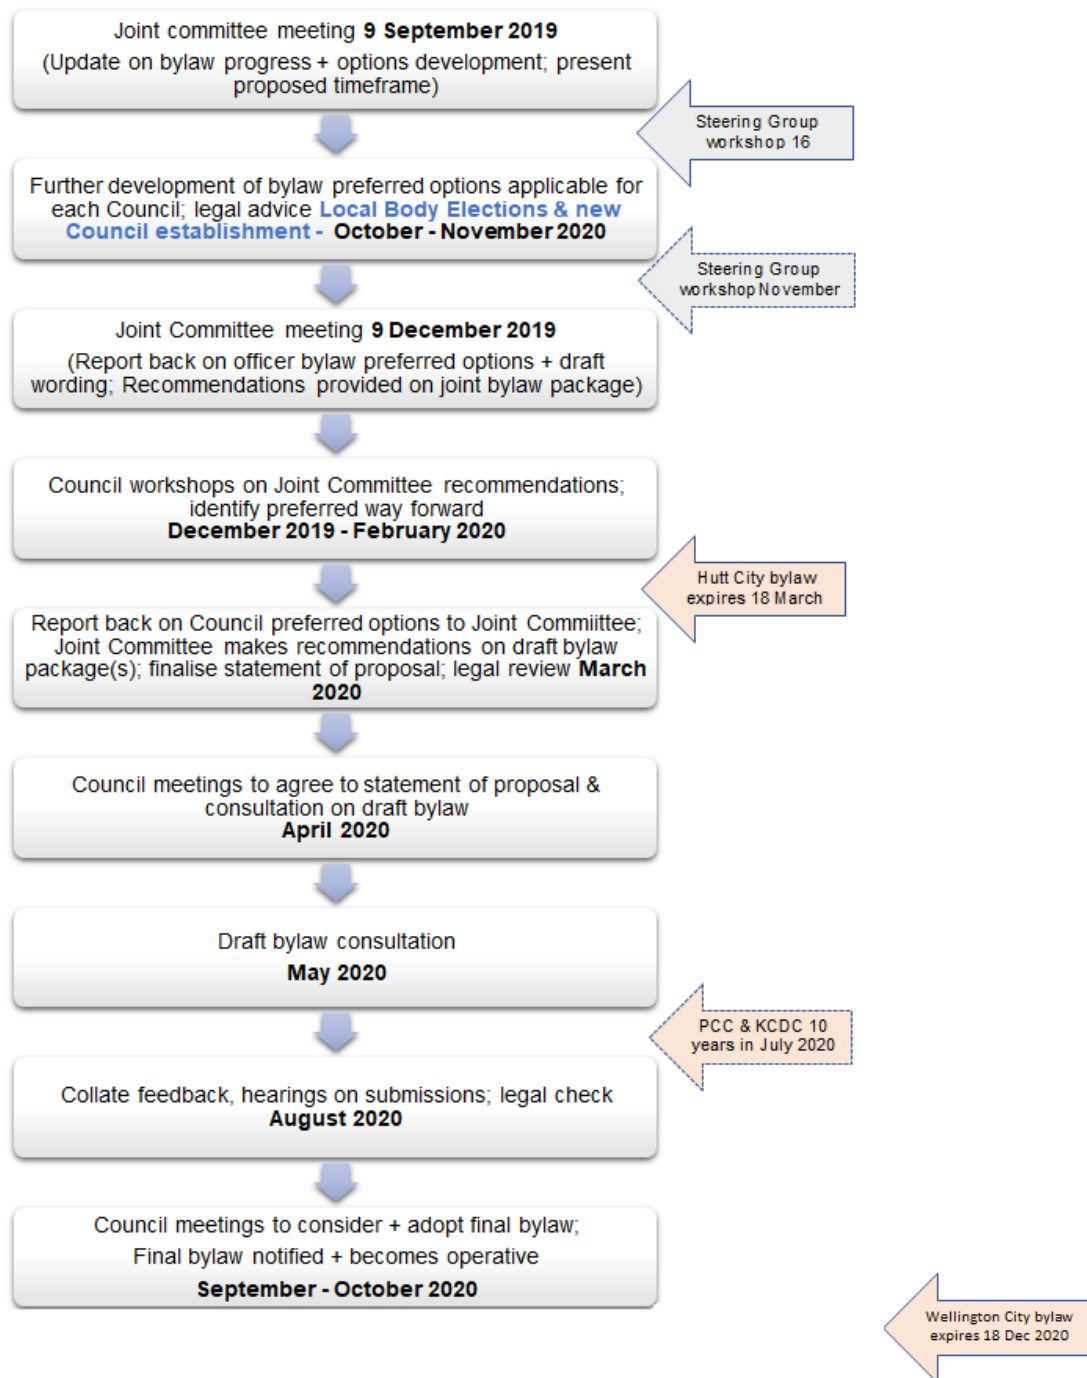 Joint committee meeting 9 September 2019
(Update on bylaw progress + options development; present
proposed timeframe)
Steering Group
workshop 16
Further development of bylaw preferred options applicable for
each Council; legal advice Local Body Elections & new
Council establishment - October - November 2020
Steering Group
workshop November
Joint Committee meeting 9 December 2019
(Report back on officer bylaw preferred options + draft
wording; Recommendations provided on joint bylaw package)
Council workshops on Joint Committee recommendations;
identify preferred way forward
December 2019 - February 2020
Hutt City bylaw
expires 18 March
Report back on Council preferred options to Joint Commiittee;
Joint Committee makes recommendations on draft bylaw
package(s); finalise statement of proposal; legal review March
2020
Council meetings to agree to statement of proposal &
consultation on draft bylaw
April 2020
Draft bylaw consultation
May 2020
PCC & KCDC 10
years in July 2020
Collate feedback, hearings on submissions; legal check
August 2020
Council meetings to consider + adopt final bylaw;
Final bylaw notified + becomes operative
September - October 2020
Wellington City bylaw
expires 18 Dec 2020